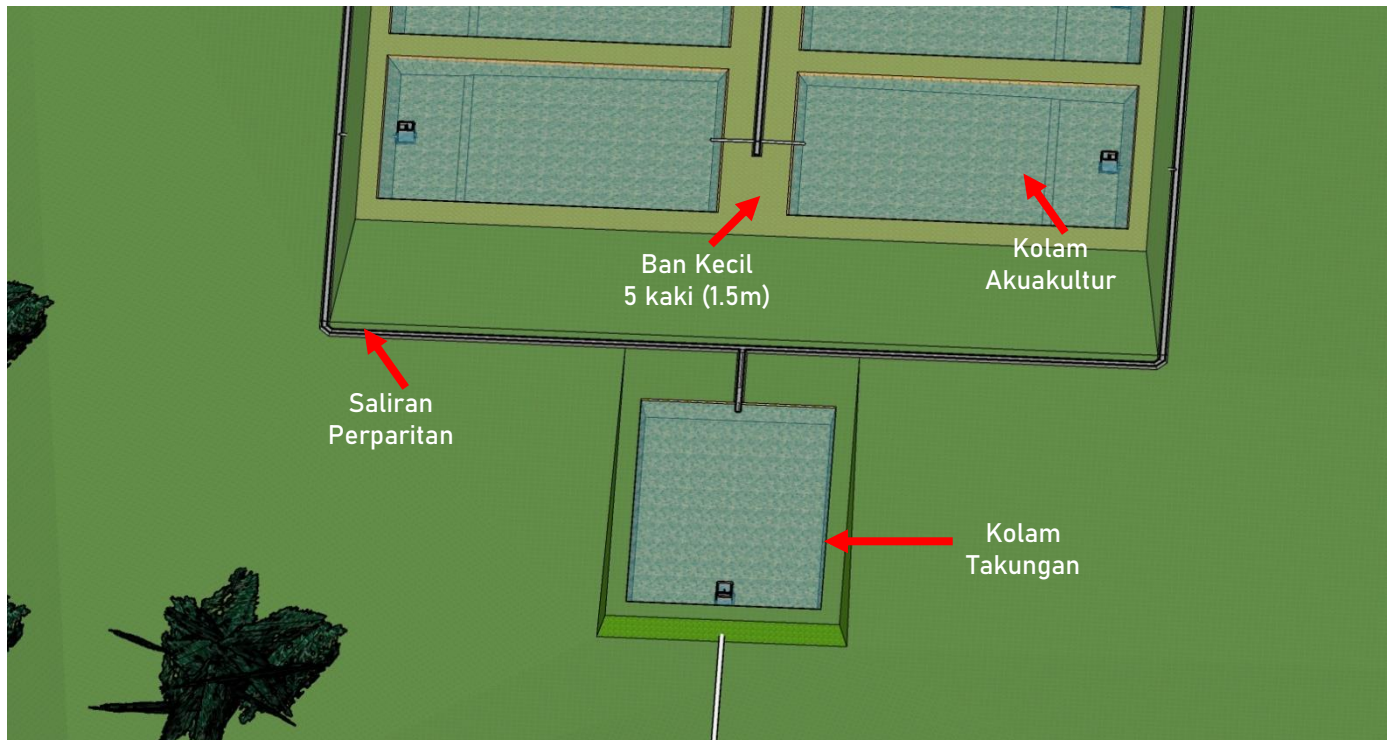 Ban Kecil
5 kaki (1.5m)
Kolam
Akuakultur
Saliran
Perparitan
Kolam
Takungan